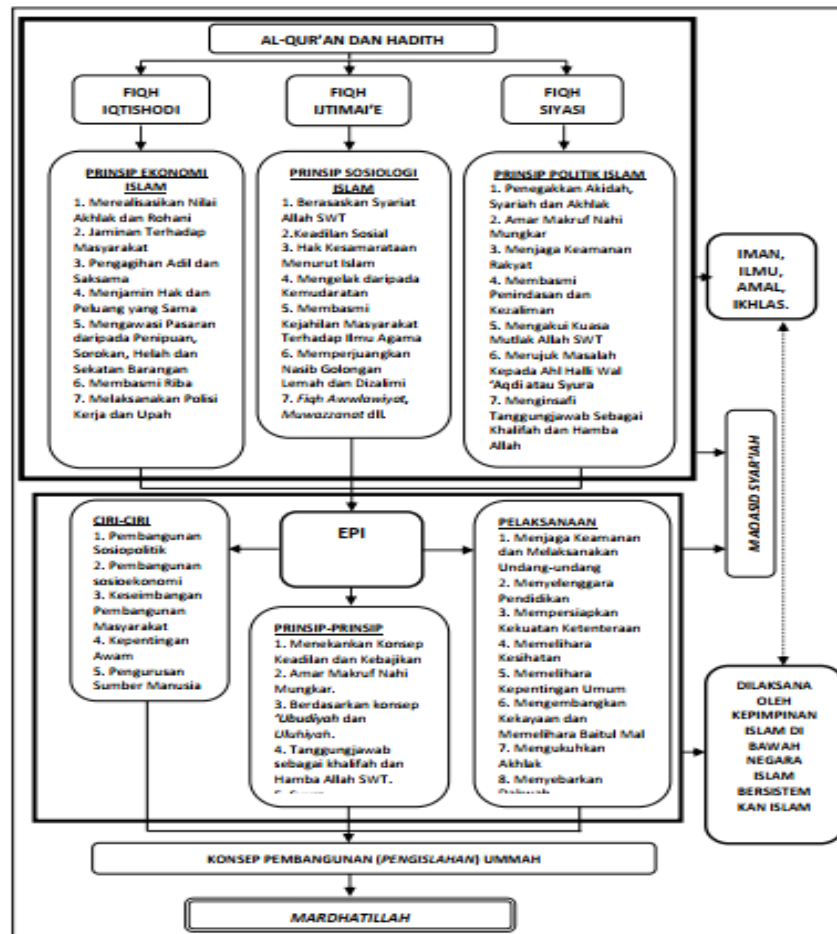 AL-QUR'AN DAN HADITH
FIQH
IQTISHODI
FIQH
IJTIMAI'E
FIQH
SIYASI
PRINSIP EKONOMI
ISLAM
1. Merealisasikan Nilai
Akhlak dan Rohani
2. Jaminan Terhadap
Masyarakat
3. Pengagihan Adil dan
Saksama
4. Menjamin Hak dan
Peluang yang Sama
5. Mengawasi Pasaran
daripada Penipuan,
Sorokan, Helah dan
Sekatan Barangan
6. Membasmi Riba
7. Melaksanakan Polisi
Kerja dan Upah
PRINSIP SOSIOLOGI
ISLAM
1. Berasaskan Syariat
Allah SWT
2.Keadilan Sosial
3. Hak Kesamarataan
Menurut Islam
4. Mengelak daripada
Kemudaratan
5. Membasmi
Kejahilan Masyarakat
Terhadap Ilmu Agama
6. Memperjuangkan
Nasib Golongan
Lemah dan Dizalimi
7. Fiqh Awwlawiyat,
Muwazzanat dll.
PRINSIP POLITIK ISLAM
1. Penegakkan Akidah,
Syariah dan Akhlak
2. Amar Makruf Nahi
Mungkar
3. Menjaga Keamanan
Rakyat
4. Membasmi
Penindasan dan
Kezaliman
5. Mengakui Kuasa
Mutlak Allah SWT
6. Merujuk Masalah
Kepada Ahl Halli Wal
'Aqdi atau Syura
7. Menginsafi
Tanggungjawab Sebagai
Khalifah dan Hamba
Allah
IMAN,
ILMU,
AMAL,
IKHLAS.
MAQASID SYAR'IAH
CIRI-CIRI
1. Pembangunan
Sosiopolitik
2. Pembangunan
sosioekonomi
3. Keseimbangan
Pembangunan
Masyarakat
4. Kepentingan
Awam
5. Pengurusan
Sumber Manusia
EPI
PRINSIP-PRINSIP
1. Menekankan Konsep
Keadilan dan Kebajikan
2. Amar Makruf Nahi
Mungkar.
3. Berdasarkan konsep
'Ubudiyah dan
Uluhiyah.
4. Tanggungjawab
sebagai khalifah dan
Hamba Allah SWT.
PELAKSANAAN
1. Menjaga Keamanan
dan Melaksanakan
Undang-undang
2. Menyelenggara
Pendidikan
3. Mempersiapkan
Kekuatan Ketenteraan
4. Memelihara
Kesihatan
5. Memelihara
Kepentingan Umum
6. Mengembangkan
Kekayaan dan
Memelihara Baitul Mal
7. Mengukuhkan
Akhlak
8. Menyebarkan
DILAKSANA
OLEH
KEPIMPINAN
ISLAM DI
BAWAH
NEGARA
ISLAM
BERSISTEM
KAN ISLAM
KONSEP PEMBANGUNAN (PENGISLAHAN) UMMAH
MARDHATILLAH